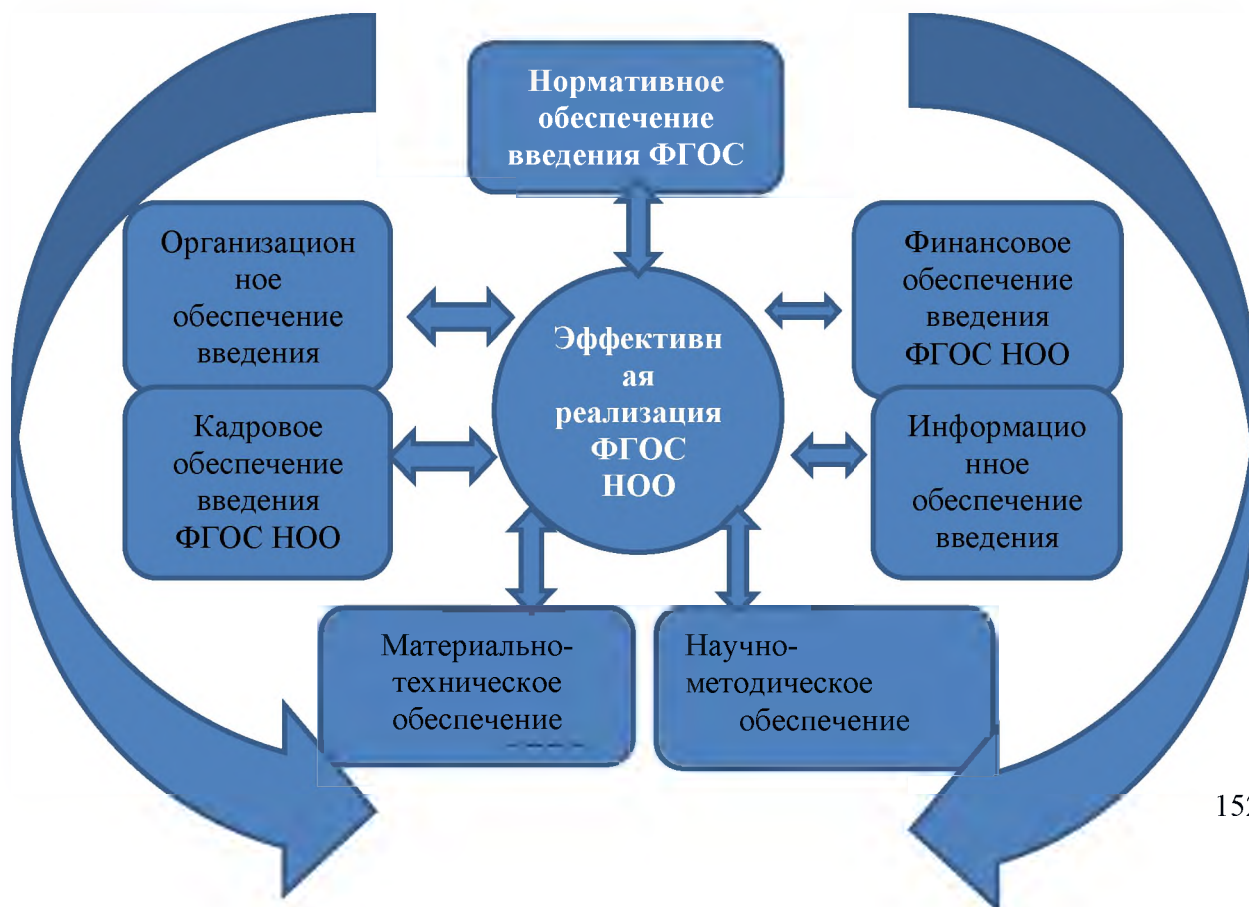 Нормативное
обеспечение
введения ФГОС
Организацион
ное
обеспечение
введения
Финансовое
обеспечение
введения
ФГОС НОО
Эффективн
ая
реализация
ФГОС
НОО
Кадровое
обеспечение
введения
ФГОС НОО
Информацио
нное
обеспечение
введения
Материально-
техническое
обеспечение
Научно-
методическое
обеспечение
152